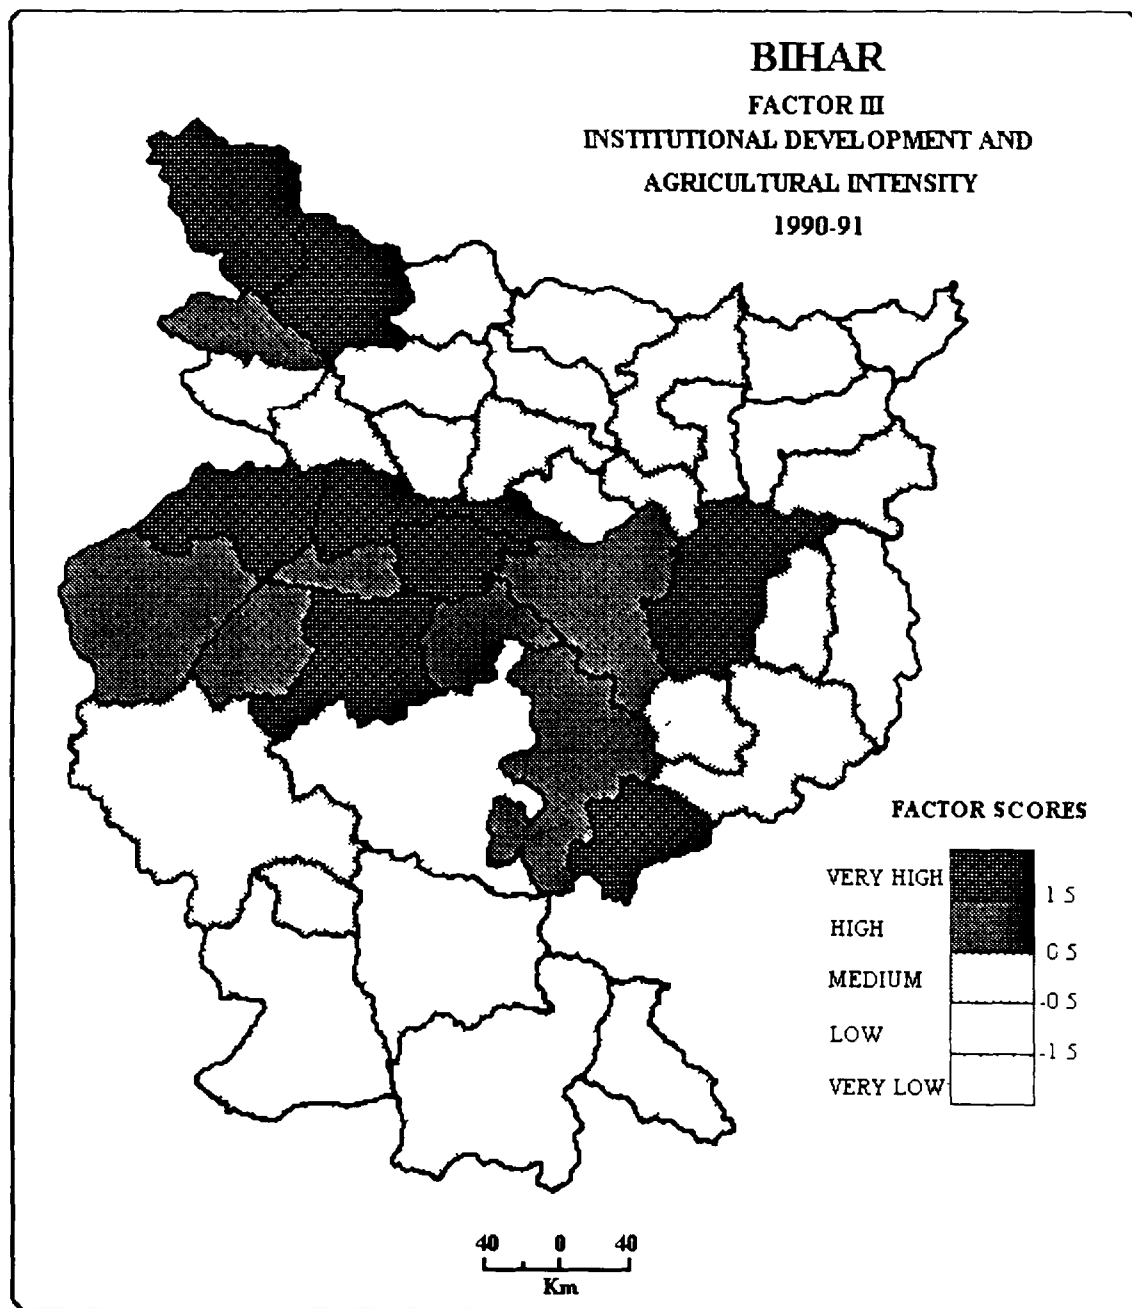 BIHAR
FACTOR III
INSTITUTIONAL DEVELOPMENT AND
AGRICULTURAL INTENSITY
1990-91
FACTOR SCORES
VERY HIGH
1 5
HIGH
0 5
MEDIUM
-0 5
LOW
-1 5
VERY LOW
40 0 40
Km